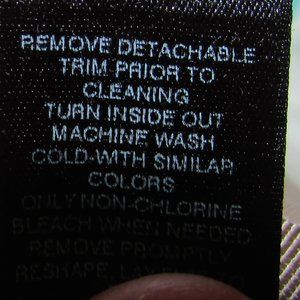 REMOVE DETACHABLE
TRIM PRIOR TO
CLEANING
TURN INSIDE OUT
MACHINE WASH
COLD-WITH SIMILAR
COLORS
ONLY NON-CHLORINE
BLEACH WHEN NEEDED
REMOVE PROMPTLY
RESHAPE,